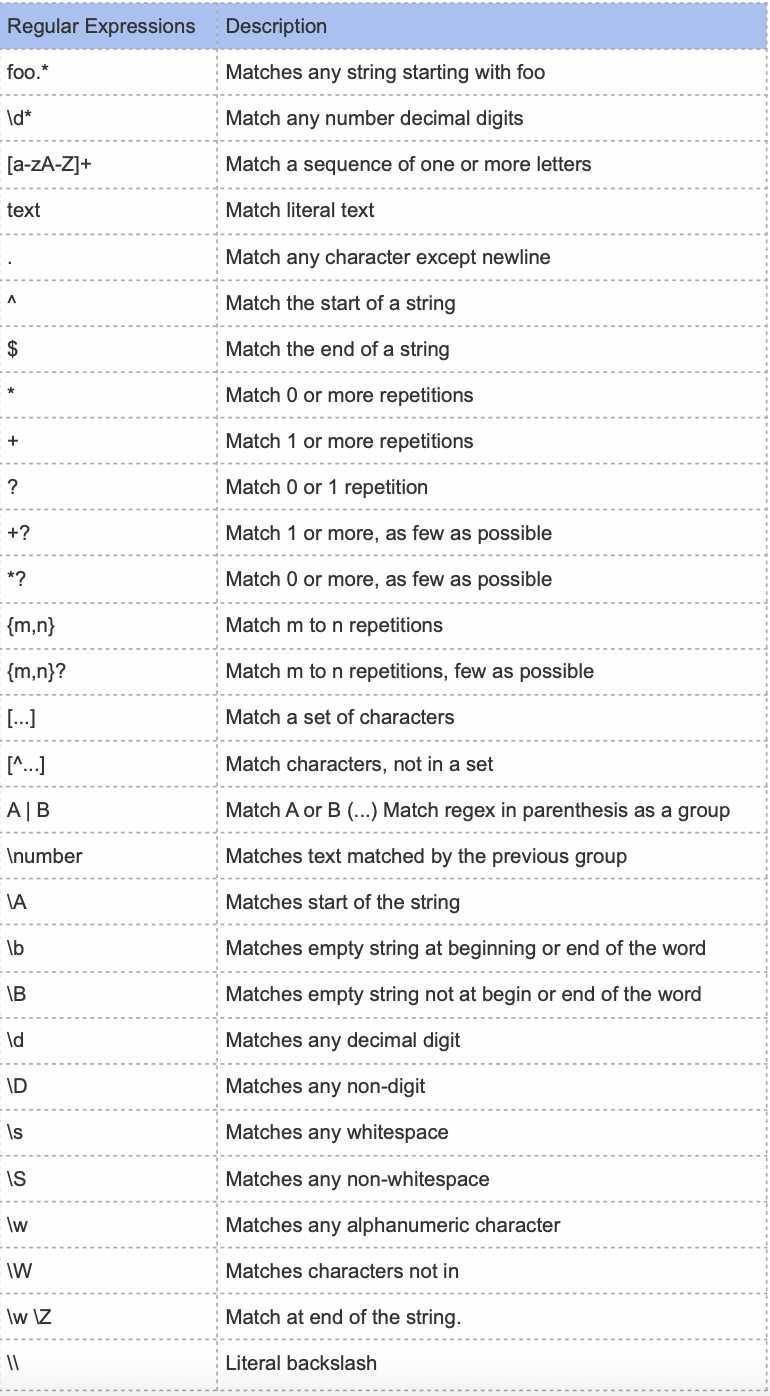 Regular Expressions Description
foo.* Matches any string starting with foo
\d* Match any number decimal digits
[a-zA-Z]+ Match a sequence of one or more letters
text Match literal text
. Match any character except newline
^ Match the start of a string
$ Match the end of a string
* Match 0 or more repetitions
+ Match 1 or more repetitions
? Match 0 or 1 repetition
+? Match 1 or more, as few as possible
*? Match 0 or more, as few as possible
{m,n} Match m to n repetitions
{m,n}? Match m to n repetitions, few as possible
[...] Match a set of characters
[^...] Match characters, not in a set
A | B Match A or B (...) Match regex in parenthesis as a group
\number Matches text matched by the previous group
\A Matches start of the string
\b Matches empty string at beginning or end of the word
\B Matches empty string not at begin or end of the word
\d Matches any decimal digit
\D Matches any non-digit
\s Matches any whitespace
\S Matches any non-whitespace
\w Matches any alphanumeric character
\W Matches characters not in
\w \Z Match at end of the string.
\\ Literal backslash